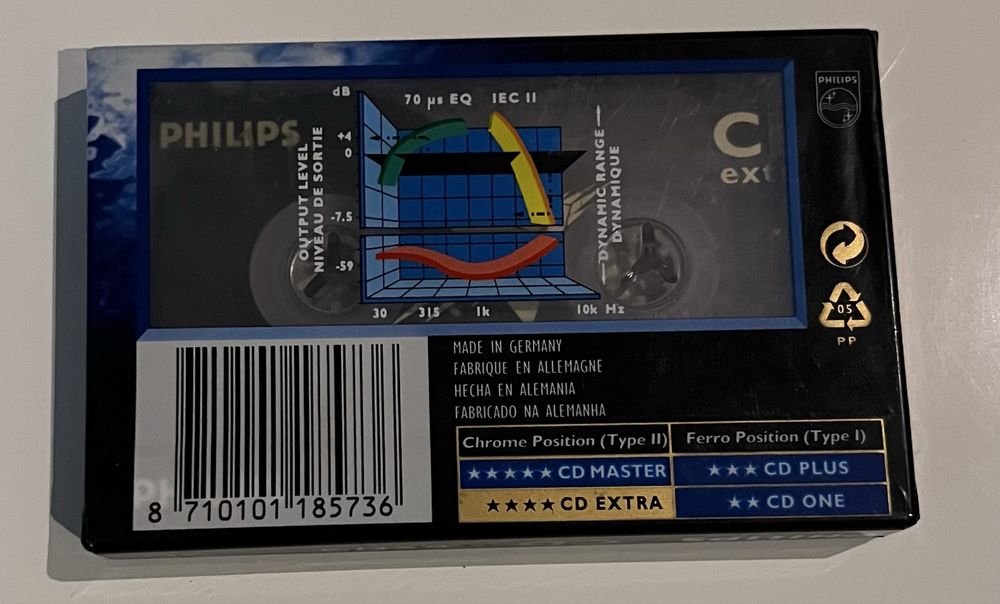 PHILIPS
dB
70 µs EQ IEC II
+4
0
-7.5
-59
OUTPUT LEVEL
NIVEAU DE SORTIE
DYNAMIC RANGE
DYNAMIQUE
30 315 1k 10k Hz
C
ext
PHILIPS
05
PP
MADE IN GERMANY
FABRIQUE EN ALLEMAGNE
HECHA EN ALEMANIA
FABRICADO NA ALEMANHA
Chrome Position (Type II) Ferro Position (Type I)
★★★★★ CD MASTER ★★★ CD PLUS
★★★★ CD EXTRA ★★ CD ONE
8 710101 185736
PH